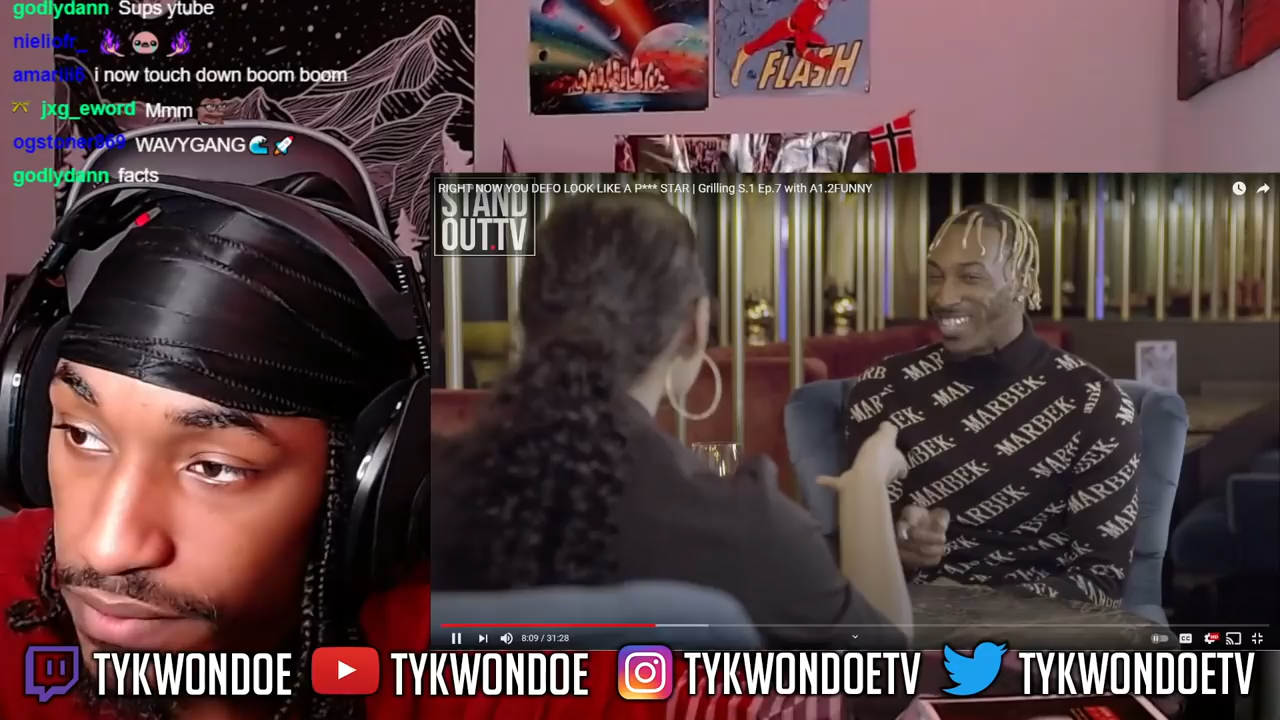 godlydann Sups ytube
nieliofr_
i now touch down boom boom
jxg_eword Mmm
WAVYGANG
godlydann facts
FLASH
RIGHT NOW YOU DEFO LOOK LIKE A P*** STAR | Grilling S.1 Ep.7 with A1.2FUNNY
STAND
OUT.TV
MARBEK
8:09 / 31:28
TYKWONDOE TYKWONDOE TYKWONDOETV TYKWONDOETV